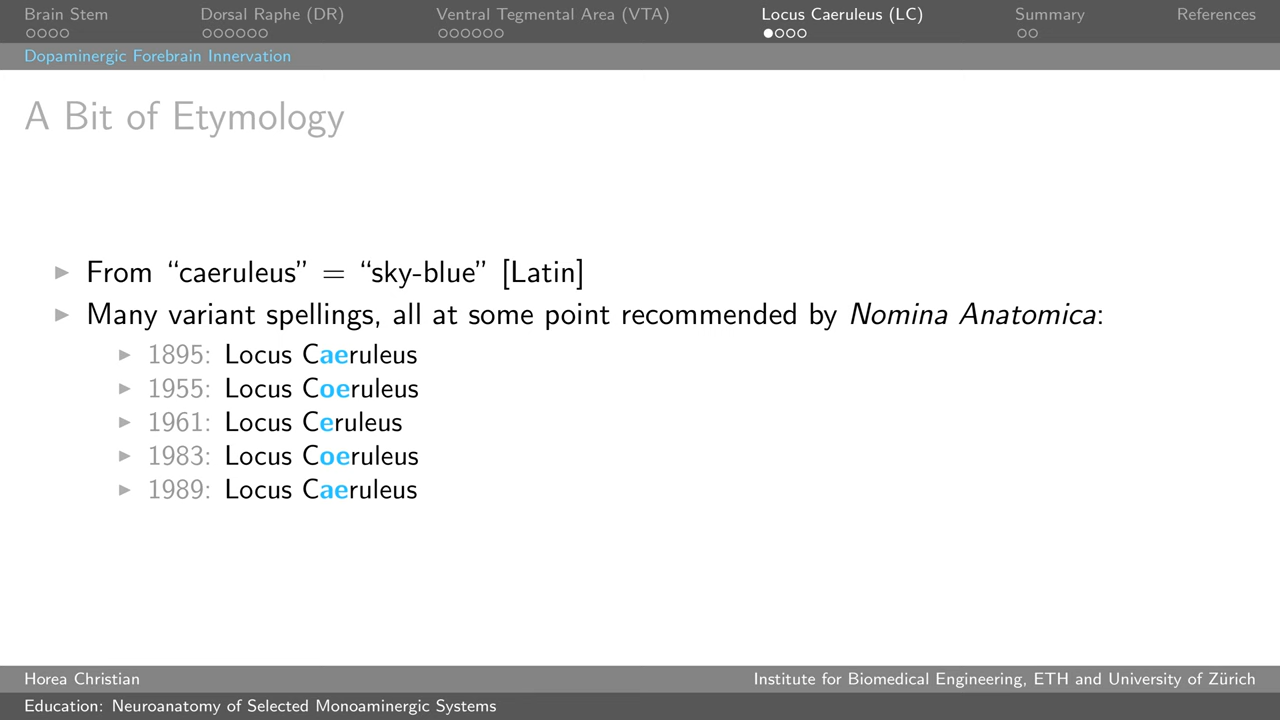 Brain Stem Dorsal Raphe (DR) Ventral Tegmental Area (VTA) Locus Caeruleus (LC) Summary References
Dopaminergic Forebrain Innervation
A Bit of Etymology
From “caeruleus” = “sky-blue” [Latin]
Many variant spellings, all at some point recommended by Nomina Anatomica:
1895: Locus Caeruleus
1955: Locus Coeruleus
1961: Locus Ceruleus
1983: Locus Coeruleus
1989: Locus Caeruleus
Horea Christian Institute for Biomedical Engineering, ETH and University of Zürich
Education: Neuroanatomy of Selected Monoaminergic Systems